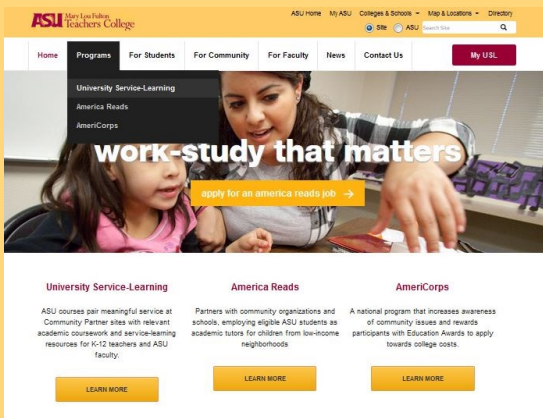 ASU Home My ASU Colleges & Schools Map & Locations Directory
ASU Mary Lou Fulton
Teachers College
Site ASU Search Site
Home Programs For Students For Community For Faculty News Contact Us My USL
University Service-Learning
America Reads
AmeriCorps
work-study that matters
apply for an america reads job →
University Service-Learning
ASU courses pair meaningful service at
Community Partner sites with relevant
academic coursework and service-learning
resources for K-12 teachers and ASU
faculty.
LEARN MORE
America Reads
Partners with community organizations and
schools, employing eligible ASU students as
academic tutors for children from low-income
neighborhoods
LEARN MORE
AmeriCorps
A national program that increases awareness
of community issues and rewards
participants with Education Awards to apply
towards college costs.
LEARN MORE